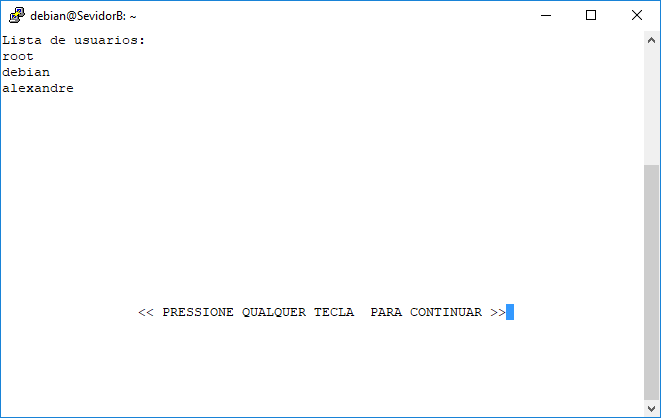 debian@SevidorB: ~
Lista de usuarios:
root
debian
alexandre
<< PRESSIONE QUALQUER TECLA  PARA CONTINUAR >>